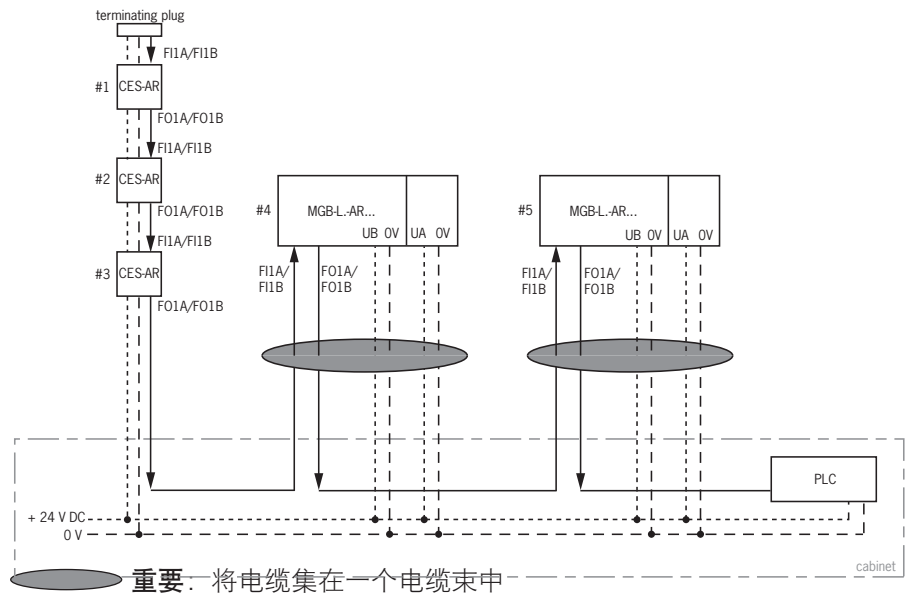 terminating plug
FI1A/FI1B
#1 CES-AR
FO1A/FO1B
FI1A/FI1B
#2 CES-AR
FO1A/FO1B
FI1A/FI1B
#3 CES-AR
FO1A/FO1B
#4 MGB-L.-AR...
UB 0V UA 0V
FI1A/
FI1B
FO1A/
FO1B
#5 MGB-L.-AR...
UB 0V UA 0V
FI1A/
FI1B
FO1A/
FO1B
PLC
+ 24 V DC
0 V
cabinet
重要：将电缆集在一个电缆束中